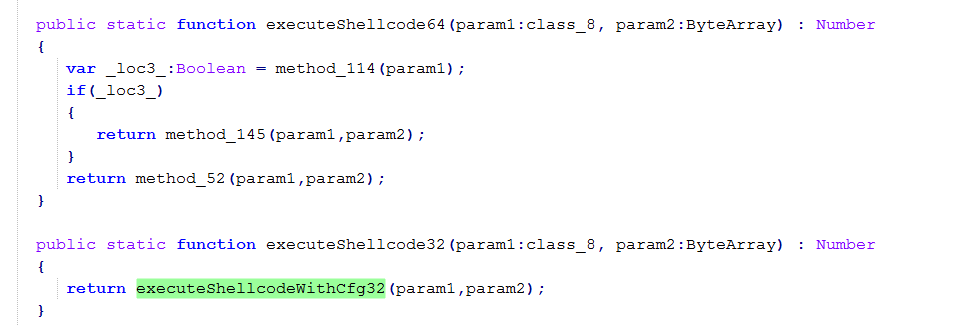 public static function executeShellcode64(param1:class_8, param2:ByteArray) : Number
{
var _loc3_:Boolean = method_114(param1);
if(_loc3_)
{
return method_145(param1,param2);
}
return method_52(param1,param2);
}
public static function executeShellcode32(param1:class_8, param2:ByteArray) : Number
{
return executeShellcodeWithCfg32(param1,param2);
}